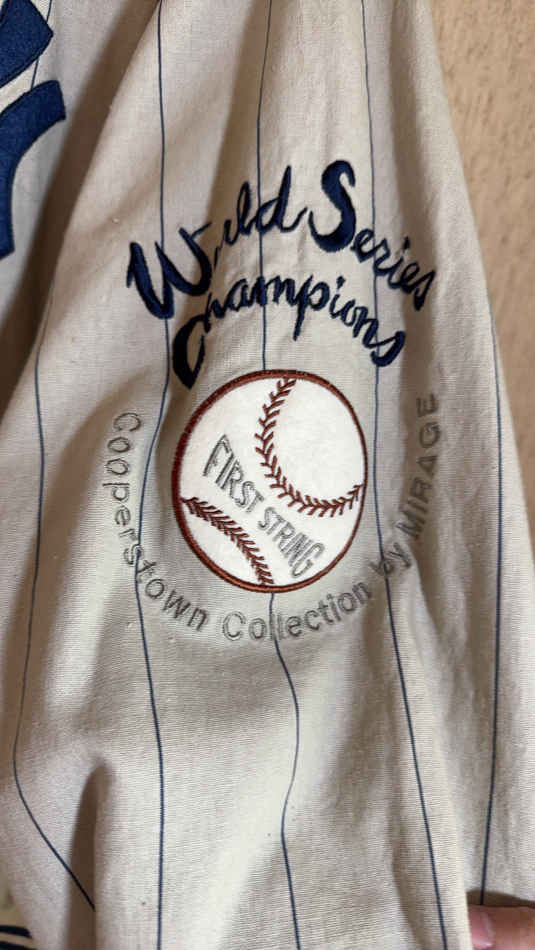 World Series
Champions
FIRST STRING
Cooperstown Collection by MIRAGE